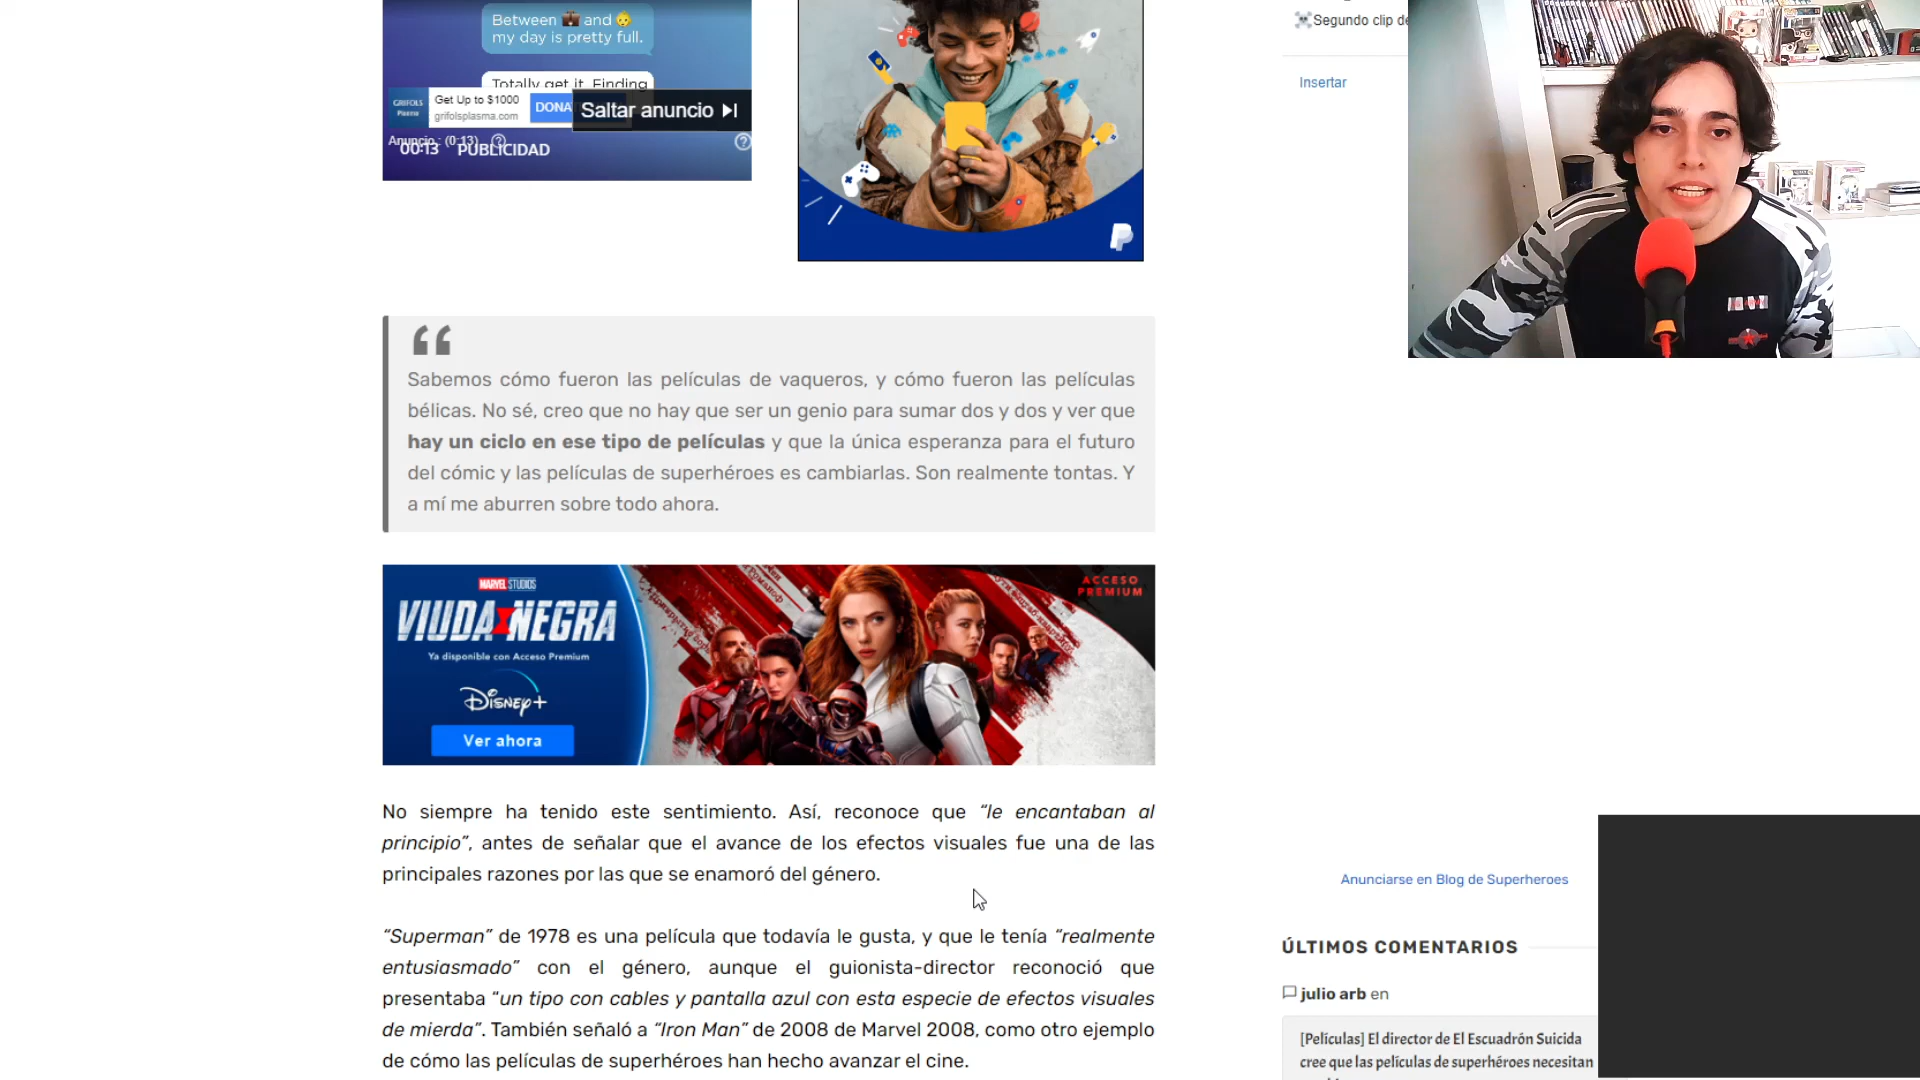 Between 💼 and 👶
my day is pretty full.
Totally get it. Finding
GRIFOLS
Plasma
Get Up to $1000
grifolsplasma.com
DONA
Saltar anuncio
Anuncio : (0:13)
00:13 PUBLICIDAD
Segundo clip de
Insertar
“
Sabemos cómo fueron las películas de vaqueros, y cómo fueron las películas
bélicas. No sé, creo que no hay que ser un genio para sumar dos y dos y ver que
hay un ciclo en ese tipo de películas y que la única esperanza para el futuro
del cómic y las películas de superhéroes es cambiarlas. Son realmente tontas. Y
a mí me aburren sobre todo ahora.
MARVEL STUDIOS
VIUDA NEGRA
Ya disponible con Acceso Premium
Disney+
Ver ahora
ACCESO
PREMIUM
No siempre ha tenido este sentimiento. Así, reconoce que “le encantaban al
principio”, antes de señalar que el avance de los efectos visuales fue una de las
principales razones por las que se enamoró del género.
“Superman” de 1978 es una película que todavía le gusta, y que le tenía “realmente
entusiasmado” con el género, aunque el guionista-director reconoció que
presentaba “un tipo con cables y pantalla azul con esta especie de efectos visuales
de mierda”. También señaló a “Iron Man” de 2008 de Marvel 2008, como otro ejemplo
de cómo las películas de superhéroes han hecho avanzar el cine.
Anunciarse en Blog de Superheroes
ÚLTIMOS COMENTARIOS
julio arb en
[Películas] El director de El Escuadrón Suicida
cree que las películas de superhéroes necesitan